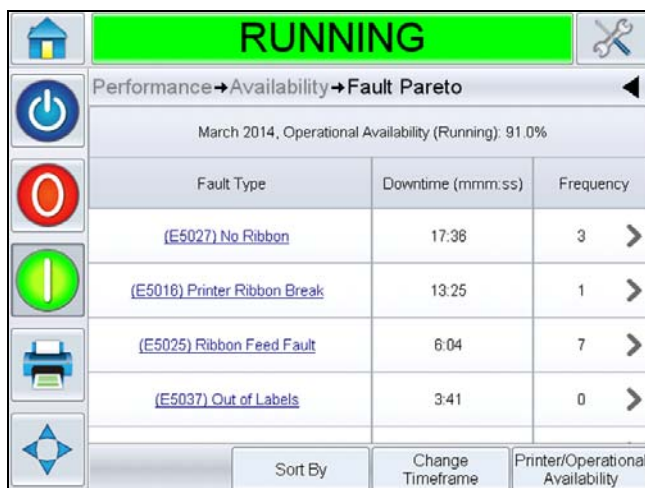 RUNNING
Performance→Availability→Fault Pareto
March 2014, Operational Availability (Running): 91.0%
Fault Type Downtime (mmm:ss) Frequency
(E5027) No Ribbon 17:36 3
(E5016) Printer Ribbon Break 13:25 1
(E5025) Ribbon Feed Fault 6:04 7
(E5037) Out of Labels 3:41 0
Sort By
Change
Timeframe
Printer/Operational
Availability